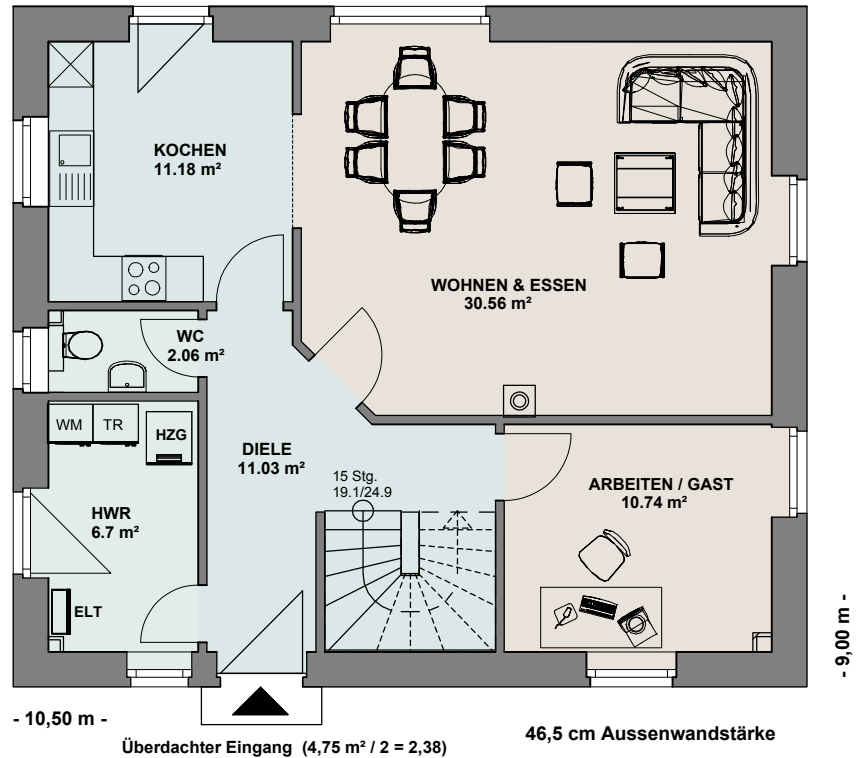 KOCHEN
11.18 m²
WOHNEN & ESSEN
30.56 m²
WC
2.06 m²
WM
TR
HZG
DIELE
11.03 m²
15 Stg.
19.1/24.9
ARBEITEN / GAST
10.74 m²
HWR
6.7 m²
ELT
- 9,00 m -
- 10,50 m -
46,5 cm Aussenwandstärke
Überdachter Eingang (4,75 m² / 2 = 2,38)